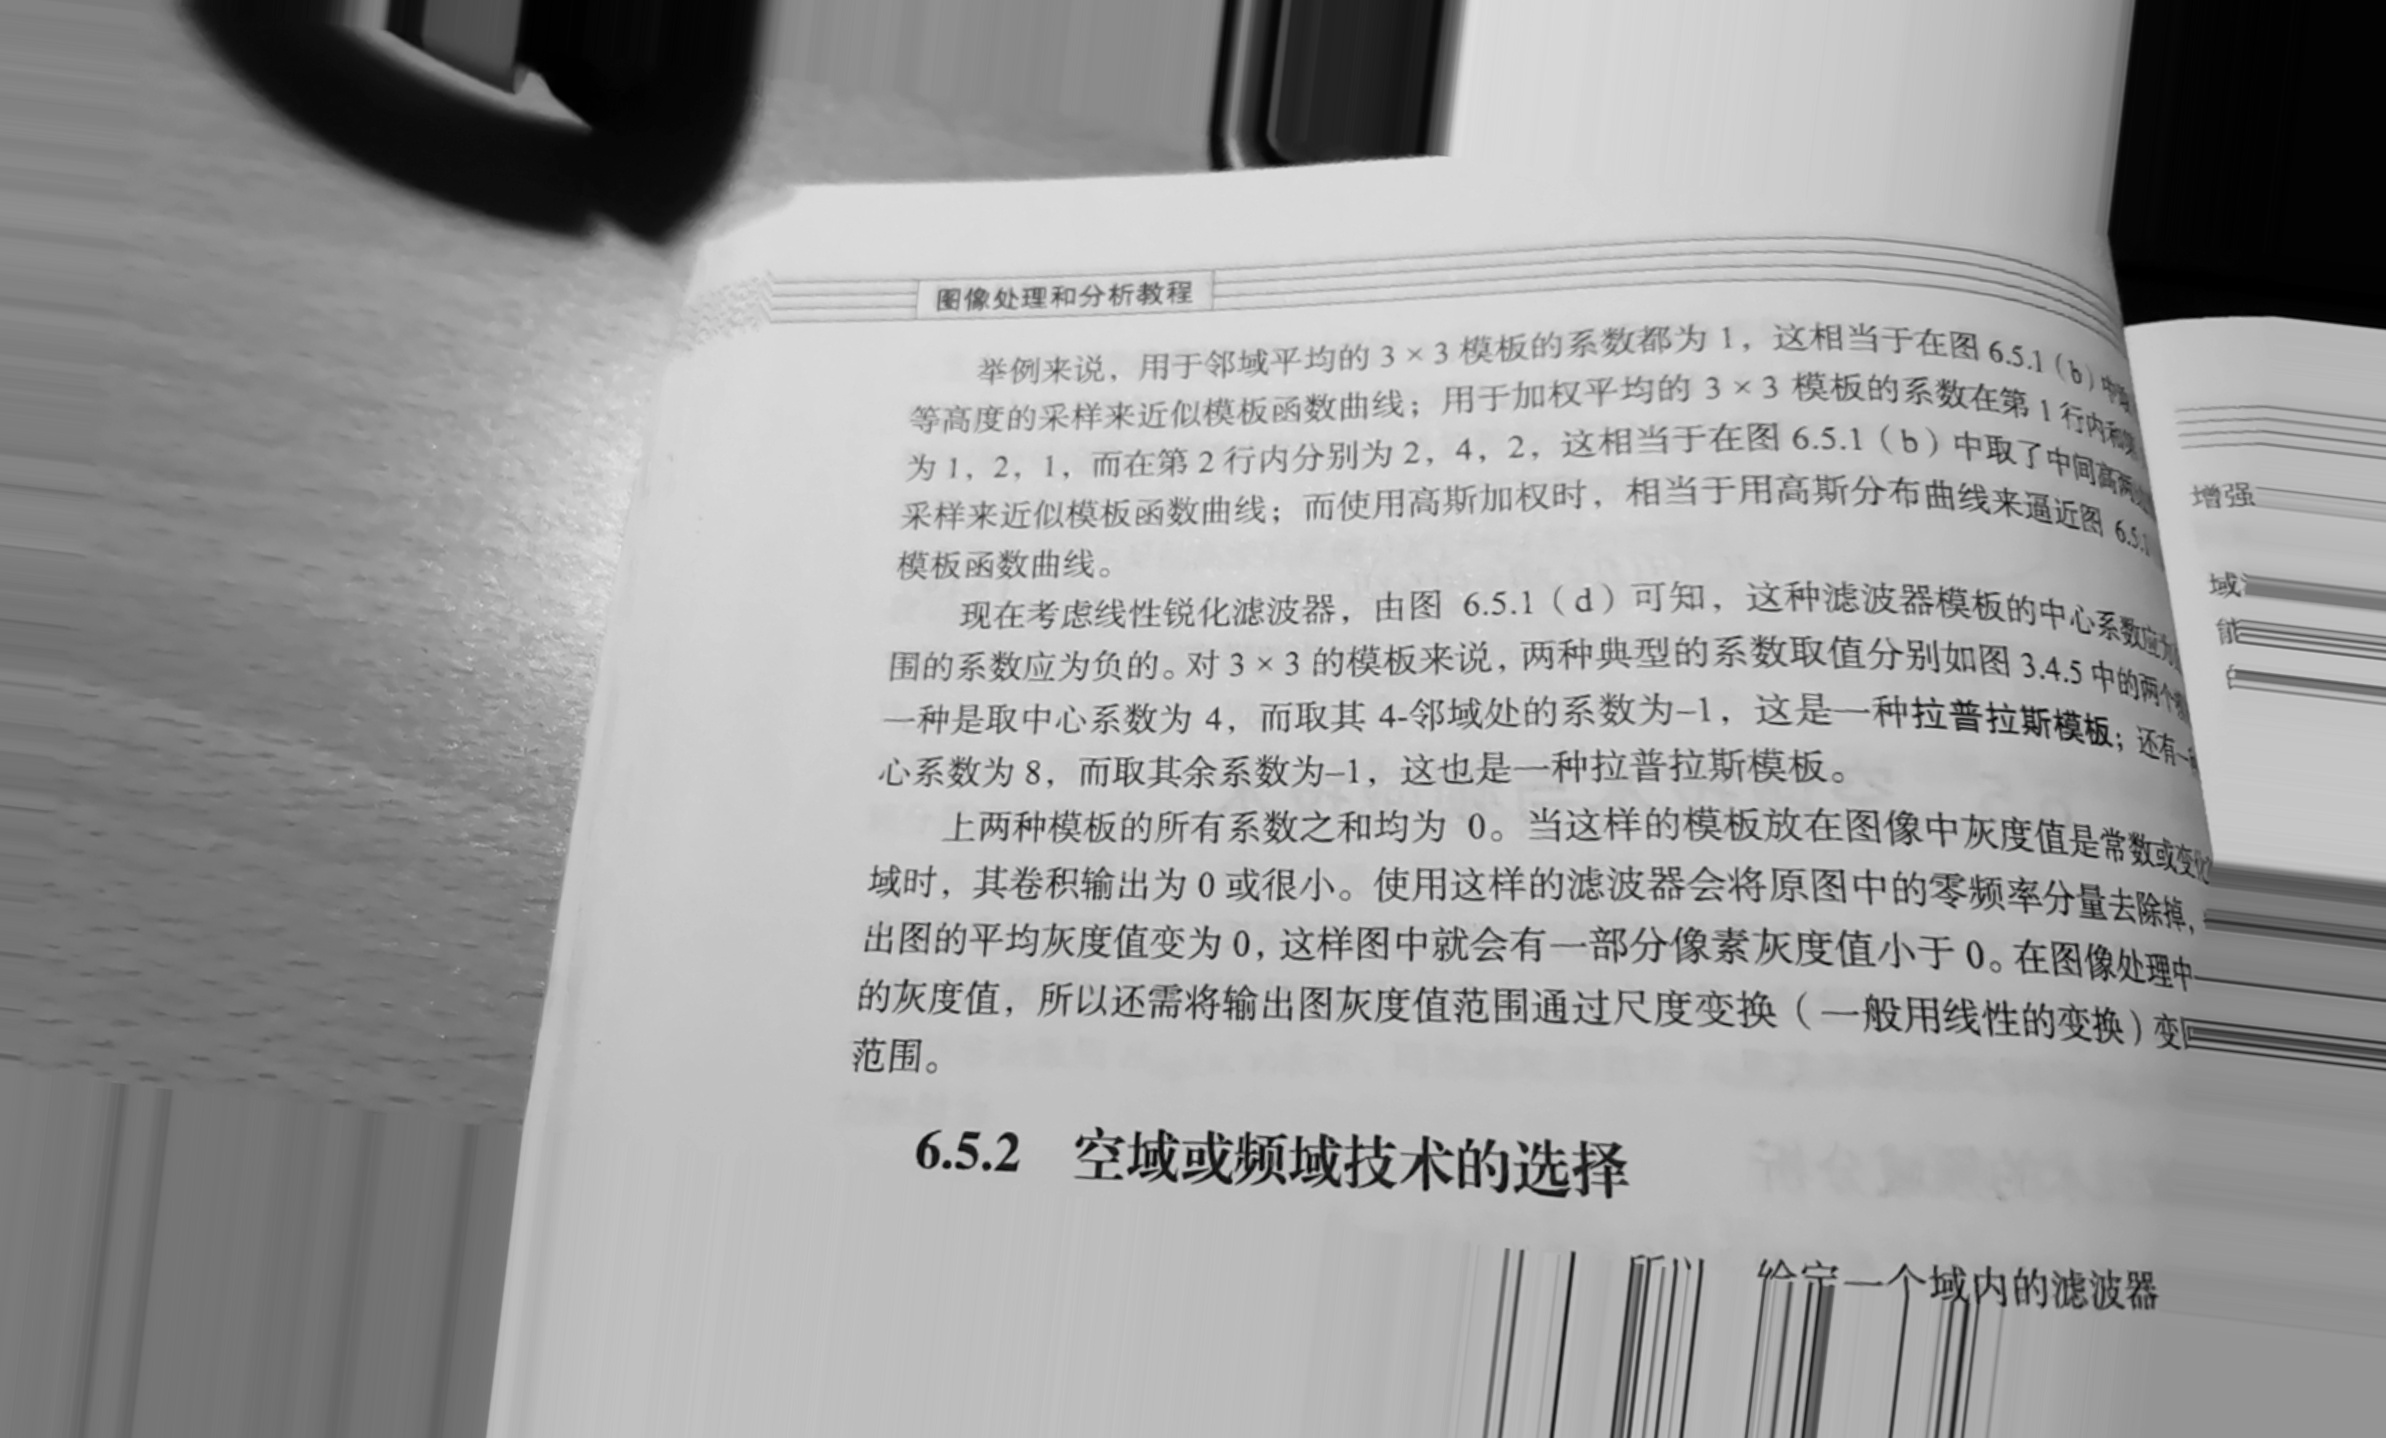 图像处理和分析教程
举例来说，用于邻域平均的 3 × 3 模板的系数都为 1，这相当于在图 6.5.1（b）中
等高度的采样来近似模板函数曲线；用于加权平均的 3 × 3 模板的系数在第 1 行内和第
为 1，2，1，而在第 2 行内分别为 2，4，2，这相当于在图 6.5.1（b）中取了中间高两
采样来近似模板函数曲线；而使用高斯加权时，相当于用高斯分布曲线来逼近图 6.5.1
模板函数曲线。
现在考虑线性锐化滤波器，由图 6.5.1（d）可知，这种滤波器模板的中心系数应为
围的系数应为负的。对 3 × 3 的模板来说，两种典型的系数取值分别如图 3.4.5 中的两个
一种是取中心系数为 4，而取其 4-邻域处的系数为–1，这是一种拉普拉斯模板；还有一
心系数为 8，而取其余系数为–1，这也是一种拉普拉斯模板。
上两种模板的所有系数之和均为 0。当这样的模板放在图像中灰度值是常数或变化
域时，其卷积输出为 0 或很小。使用这样的滤波器会将原图中的零频率分量去除掉，
出图的平均灰度值变为 0，这样图中就会有一部分像素灰度值小于 0。在图像处理中
的灰度值，所以还需将输出图灰度值范围通过尺度变换（一般用线性的变换）变
范围。
6.5.2 空域或频域技术的选择
给定一个域内的滤波器
增强
域
能